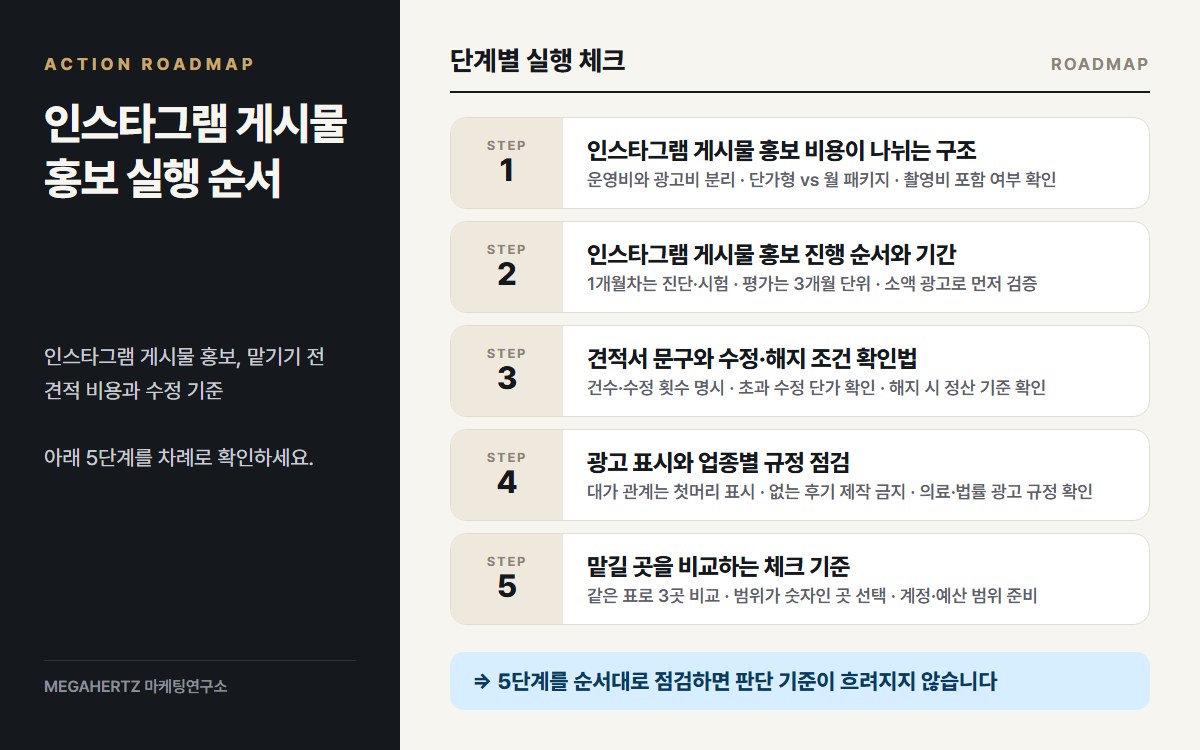 ACTION ROADMAP
인스타그램 게시물
홍보 실행 순서
인스타그램 게시물 홍보, 맡기기 전
견적 비용과 수정 기준
아래 5단계를 차례로 확인하세요.
MEGAHERTZ 마케팅연구소
단계별 실행 체크
ROADMAP
STEP
1
인스타그램 게시물 홍보 비용이 나뉘는 구조
운영비와 광고비 분리 · 단가형 vs 월 패키지 · 촬영비 포함 여부 확인
STEP
2
인스타그램 게시물 홍보 진행 순서와 기간
1개월차는 진단·시험 · 평가는 3개월 단위 · 소액 광고로 먼저 검증
STEP
3
견적서 문구와 수정·해지 조건 확인법
건수·수정 횟수 명시 · 초과 수정 단가 확인 · 해지 시 정산 기준 확인
STEP
4
광고 표시와 업종별 규정 점검
대가 관계는 첫머리 표시 · 없는 후기 제작 금지 · 의료·법률 광고 규정 확인
STEP
5
맡길 곳을 비교하는 체크 기준
같은 표로 3곳 비교 · 범위가 숫자인 곳 선택 · 계정·예산 범위 준비
⇒ 5단계를 순서대로 점검하면 판단 기준이 흐려지지 않습니다